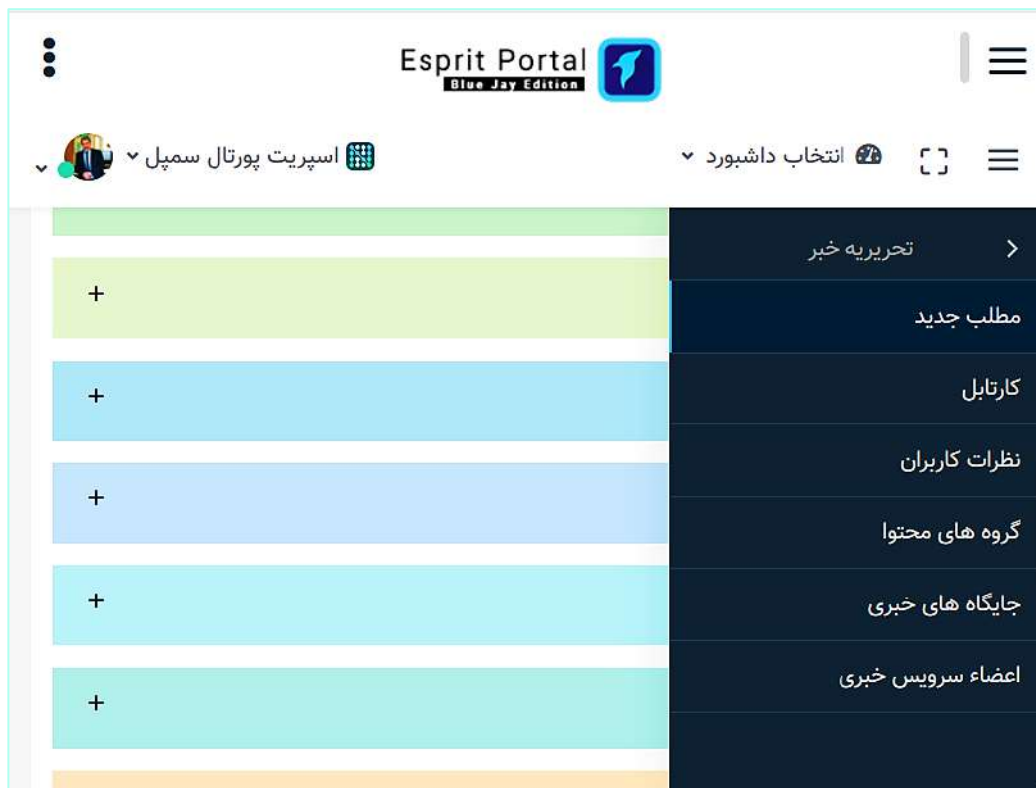 Esprit Portal
Blue Jay Edition
انتخاب داشبورد
اسپریت پورتال سمپل
تحریریه خبر
مطلب جدید
کارتابل
نظرات کاربران
گروه های محتوا
جایگاه های خبری
اعضاء سرویس خبری
+
+
+
+
+